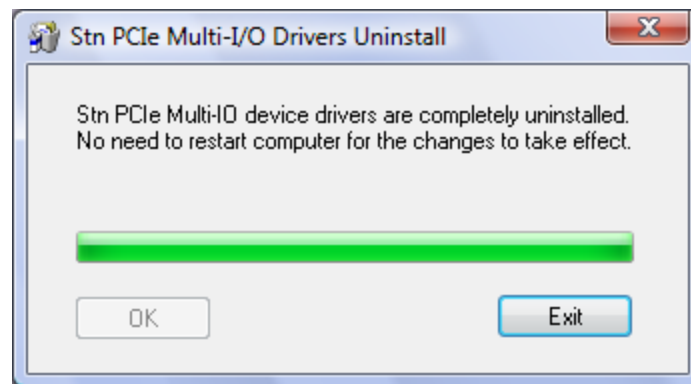 Stn PCIe Multi-I/O Drivers Uninstall
Stn PCIe Multi-IO device drivers are completely uninstalled.
No need to restart computer for the changes to take effect.
OK
Exit